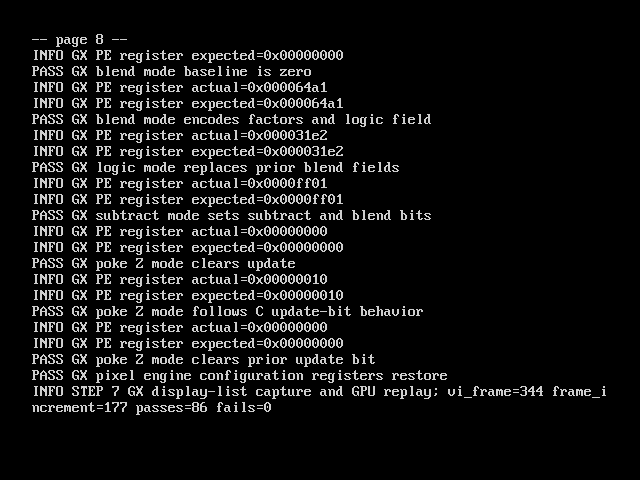 -- page 8 --
INFO GX PE register expected=0x00000000
PASS GX blend mode baseline is zero
INFO GX PE register actual=0x000064a1
INFO GX PE register expected=0x000064a1
PASS GX blend mode encodes factors and logic field
INFO GX PE register actual=0x000031e2
INFO GX PE register expected=0x000031e2
PASS GX logic mode replaces prior blend fields
INFO GX PE register actual=0x0000ff01
INFO GX PE register expected=0x0000ff01
PASS GX subtract mode sets subtract and blend bits
INFO GX PE register actual=0x00000000
INFO GX PE register expected=0x00000000
PASS GX poke Z mode clears update
INFO GX PE register actual=0x00000010
INFO GX PE register expected=0x00000010
PASS GX poke Z mode follows C update-bit behavior
INFO GX PE register actual=0x00000000
INFO GX PE register expected=0x00000000
PASS GX poke Z mode clears prior update bit
PASS GX pixel engine configuration registers restore
INFO STEP 7 GX display-list capture and GPU replay; vi_frame=344 frame_i
ncrement=177 passes=86 fails=0